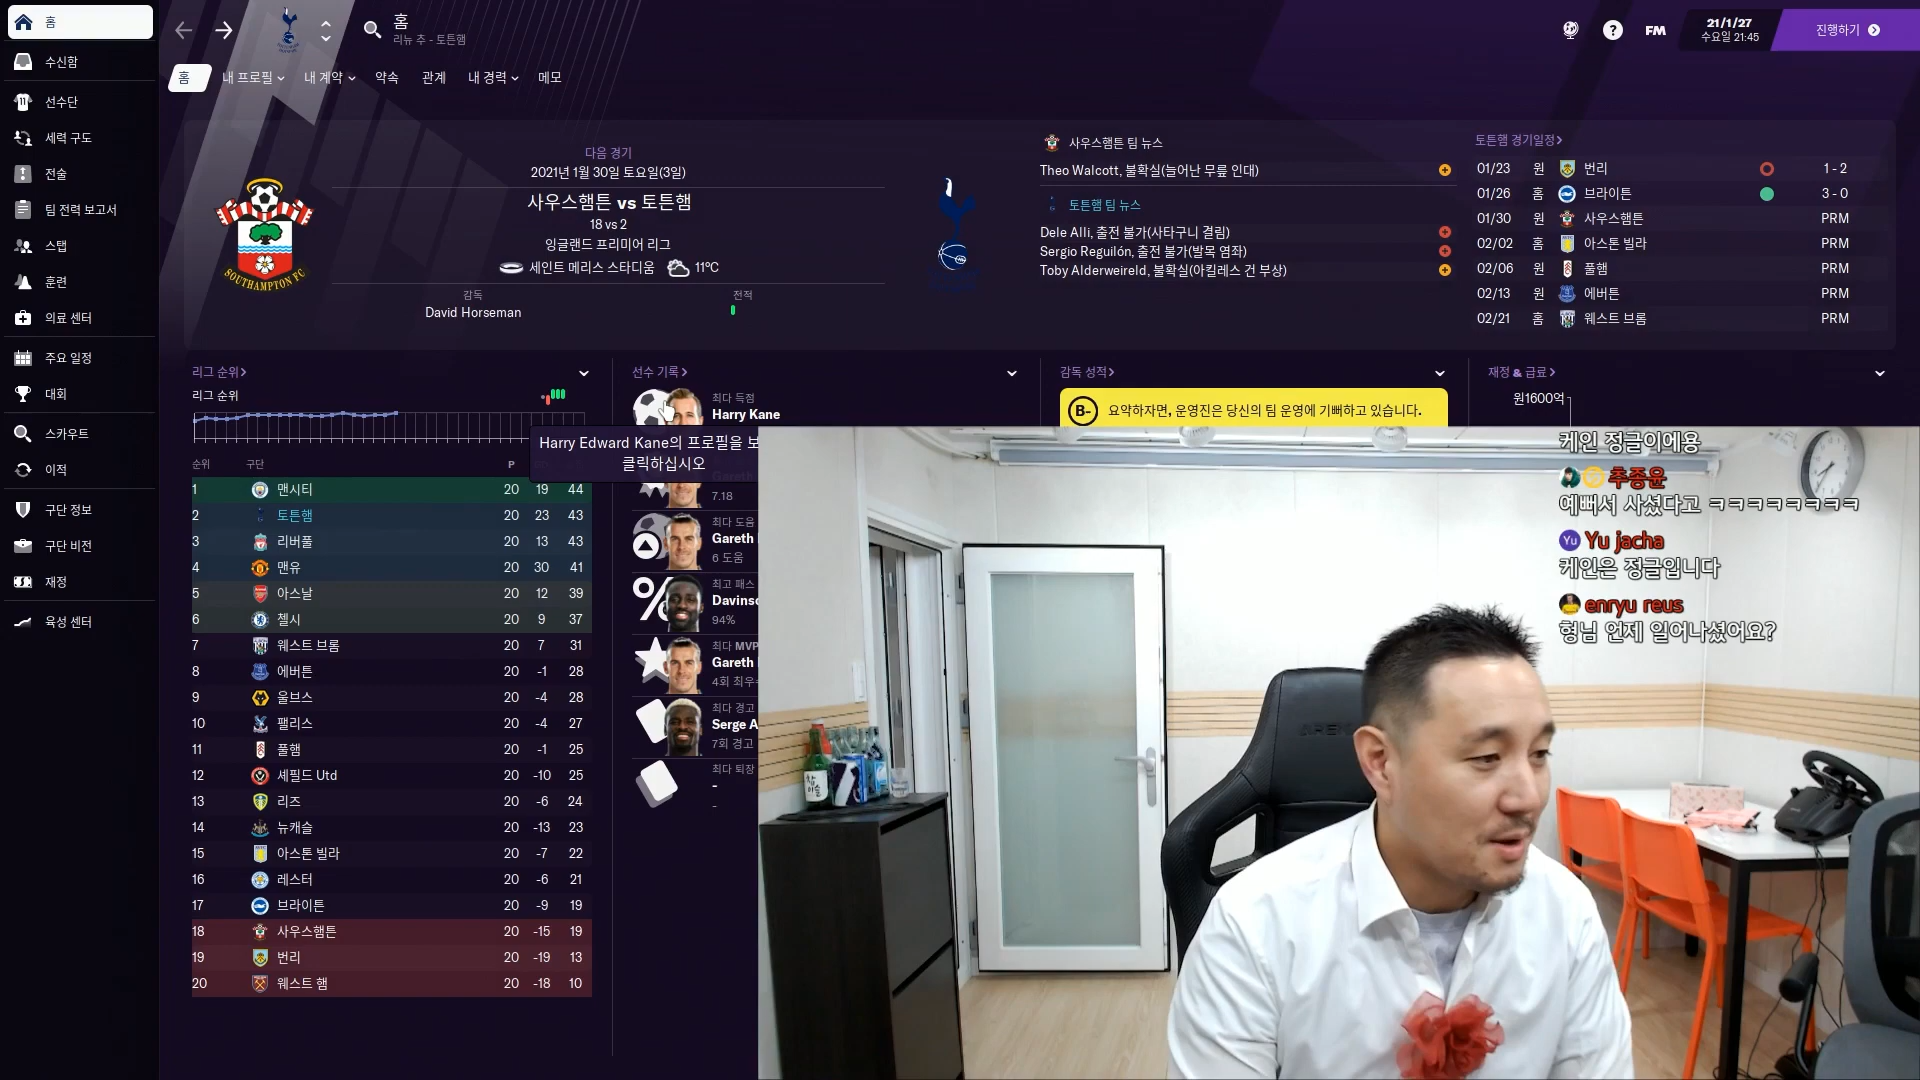 홈
수신함
선수단
세력 구도
전술
팀 전력 보고서
스탭
훈련
의료 센터
주요 일정
대회
스카우트
이적
구단 정보
구단 비전
재정
육성 센터
홈
리뉴 추 - 토튼햄
FM
21/1/27
수요일 21:45
진행하기
홈 내 프로필 내 계약 약속 관계 내 경력 메모
다음 경기
2021년 1월 30일 토요일(3일)
사우스햄튼 vs 토튼햄
18 vs 2
잉글랜드 프리미어 리그
세인트 메리스 스타디움 11ºC
감독 전적
David Horseman
SOUTHAMPTON FC
사우스햄튼 팀 뉴스
Theo Walcott, 불확실(늘어난 무릎 인대)
토튼햄 팀 뉴스
Dele Alli, 출전 불가(사타구니 결림)
Sergio Reguilón, 출전 불가(발목 염좌)
Toby Alderweireld, 불확실(아킬레스 건 부상)
토튼햄 경기일정
01/23 원 번리 1 - 2
01/26 홈 브라이튼 3 - 0
01/30 원 사우스햄튼 PRM
02/02 홈 아스톤 빌라 PRM
02/06 원 풀햄 PRM
02/13 원 에버튼 PRM
02/21 홈 웨스트 브롬 PRM
리그 순위
리그 순위
순위 구단 P
1 맨시티 20 19 44
2 토튼햄 20 23 43
3 리버풀 20 13 43
4 맨유 20 30 41
5 아스날 20 12 39
6 첼시 20 9 37
7 웨스트 브롬 20 7 31
8 에버튼 20 -1 28
9 울브스 20 -4 28
10 팰리스 20 -4 27
11 풀햄 20 -1 25
12 셰필드 Utd 20 -10 25
13 리즈 20 -6 24
14 뉴캐슬 20 -13 23
15 아스톤 빌라 20 -7 22
16 레스터 20 -6 21
17 브라이튼 20 -9 19
18 사우스햄튼 20 -15 19
19 번리 20 -19 13
20 웨스트 햄 20 -18 10
선수 기록
최다 득점
Harry Kane
Harry Edward Kane의 프로필을 보
클릭하십시오
Gareth
7.18
최다 도움
Gareth
6 도움
최고 패스
Davins
94%
최다 MVP
Gareth
4회 최우
최다 경고
Serge A
7회 경고
최다 퇴장
-
-
감독 성적
B- 요약하자면, 운영진은 당신의 팀 운영에 기뻐하고 있습니다.
재정 & 급료
원1600억
케인 정글이에용
추종윤
예뻐서 사셨다고 ㅋㅋㅋㅋㅋㅋㅋㅋ
Yu Yu jacha
케인은 정글입니다
enryu reus
형님 언제 일어나셨어요?